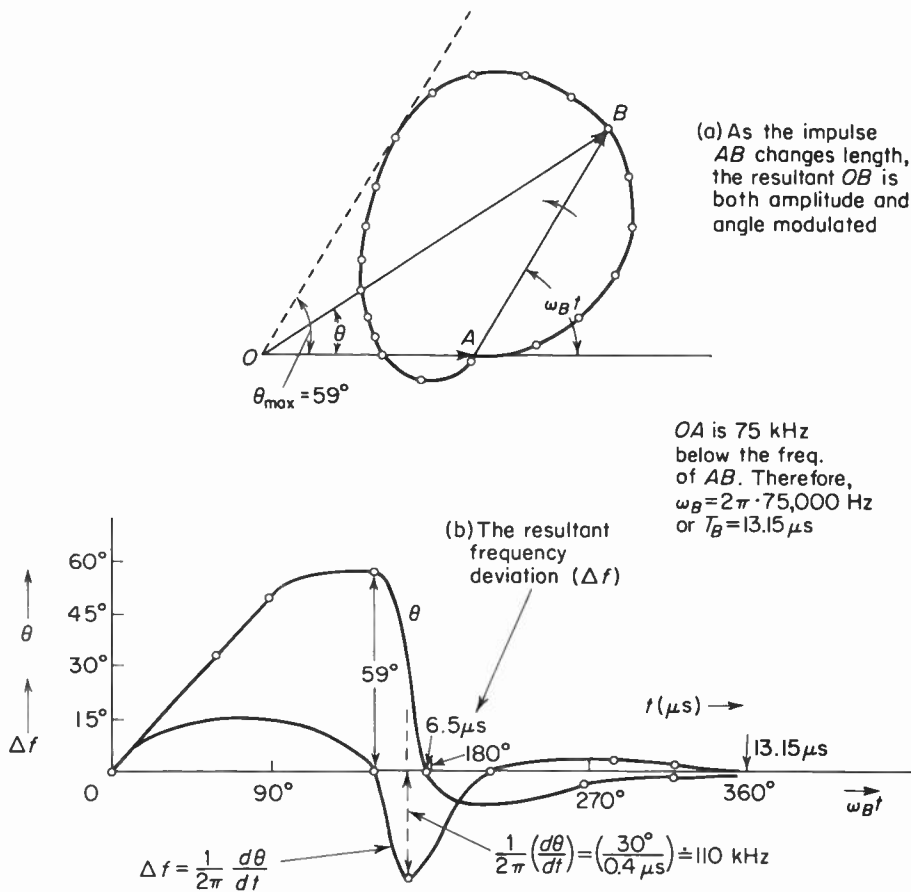 B
(a) As the impulse
AB changes length,
the resultant OB is
both amplitude and
angle modulated
ω_B t
θ
A
O
θ_max = 59°
OA is 75 kHz
below the freq.
of AB. Therefore,
ω_B = 2π·75,000 Hz
or T_B = 13.15 μs
(b) The resultant
frequency
deviation (Δf)
60°
45°
θ
30°
15°
Δf
θ
59°
6.5 μs
180°
t (μs)
13.15 μs
0
90°
270°
360°
ω_B t
Δf = 1/2π dθ/dt
1/2π (dθ/dt) = (30°/0.4 μs) ≐ 110 kHz